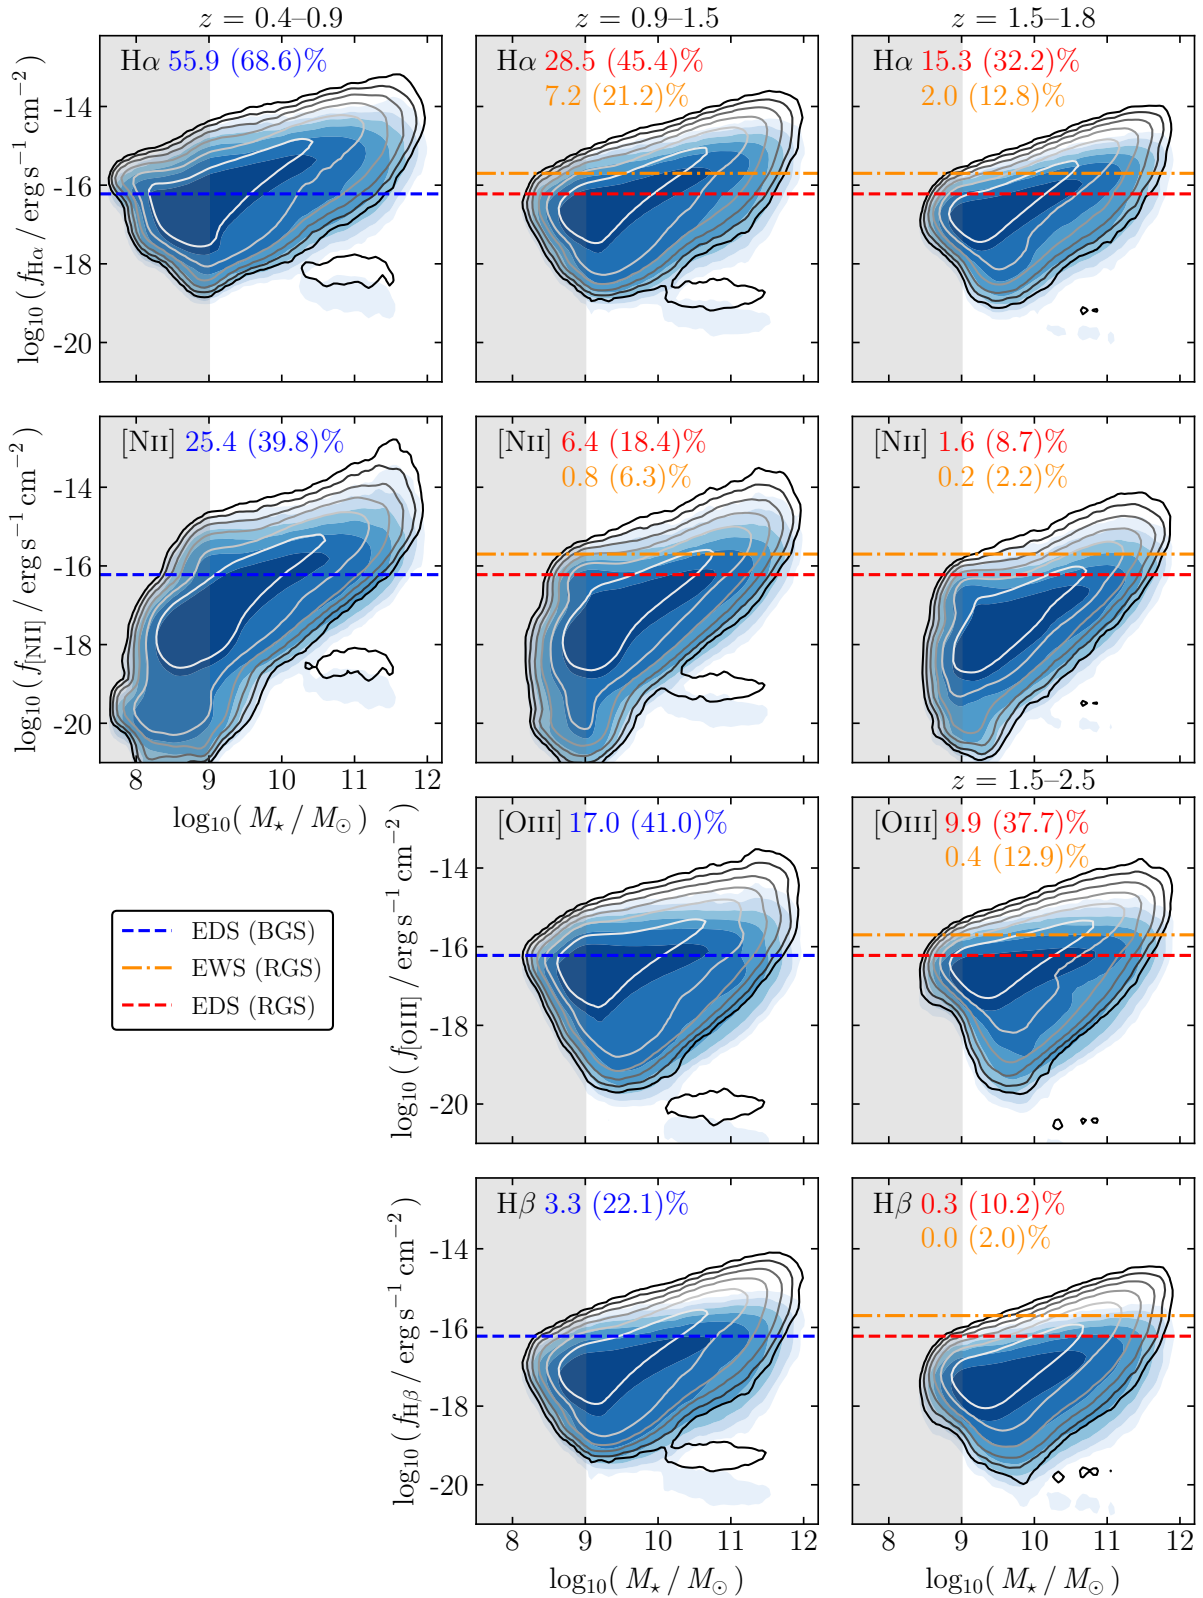 z = 0.4–0.9
z = 0.9–1.5
z = 1.5–1.8
Hα 55.9 (68.6)%
Hα 28.5 (45.4)%
7.2 (21.2)%
Hα 15.3 (32.2)%
2.0 (12.8)%
log₁₀ ( f_Hα / erg s⁻¹ cm⁻² )
-14
-16
-18
-20
[NII] 25.4 (39.8)%
[NII] 6.4 (18.4)%
0.8 (6.3)%
[NII] 1.6 (8.7)%
0.2 (2.2)%
log₁₀ ( f_[NII] / erg s⁻¹ cm⁻² )
-14
-16
-18
-20
8 9 10 11 12
log₁₀( M⋆ / M⊙ )
z = 1.5–2.5
[OIII] 17.0 (41.0)%
[OIII] 9.9 (37.7)%
0.4 (12.9)%
log₁₀ ( f_[OIII] / erg s⁻¹ cm⁻² )
-14
-16
-18
-20
EDS (BGS)
EWS (RGS)
EDS (RGS)
Hβ 3.3 (22.1)%
Hβ 0.3 (10.2)%
0.0 (2.0)%
log₁₀ ( f_Hβ / erg s⁻¹ cm⁻² )
-14
-16
-18
-20
8 9 10 11 12
8 9 10 11 12
log₁₀( M⋆ / M⊙ )
log₁₀( M⋆ / M⊙ )